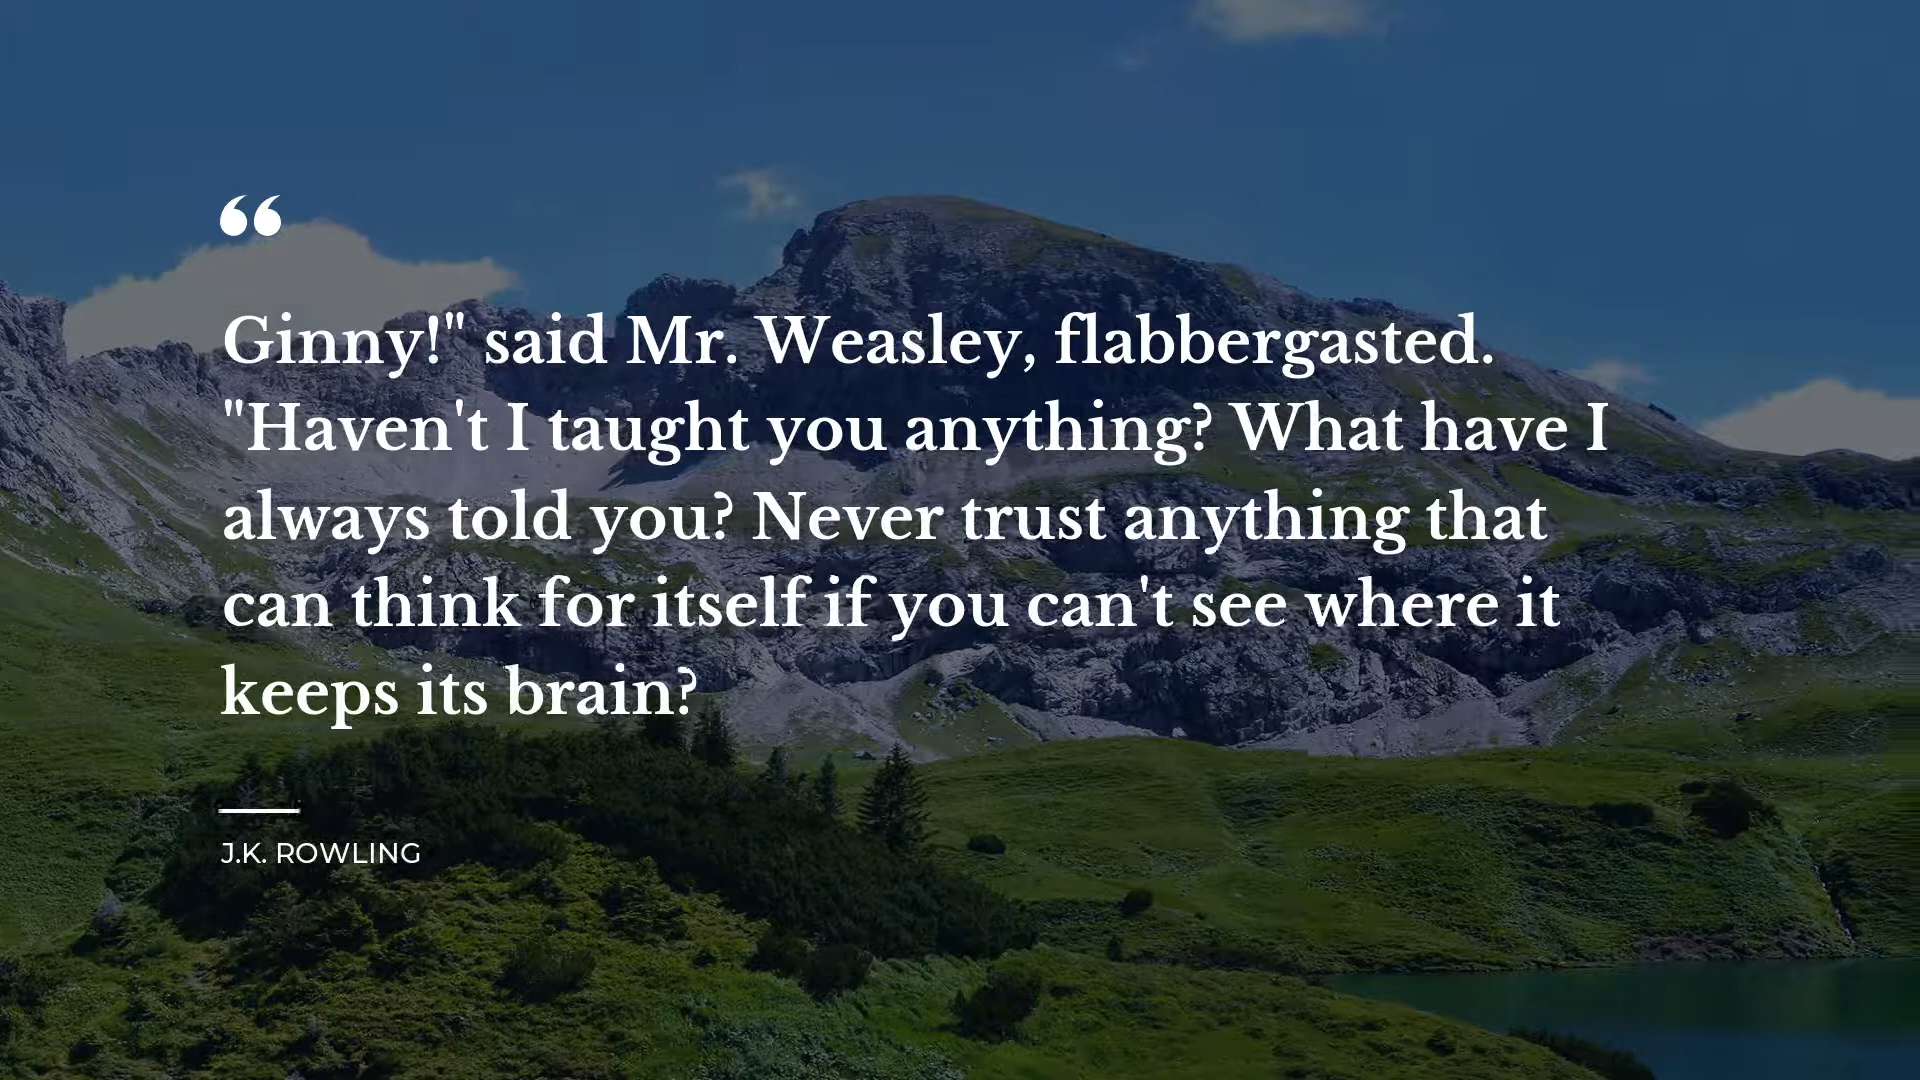 “
Ginny!" said Mr. Weasley, flabbergasted.
"Haven't I taught you anything? What have I
always told you? Never trust anything that
can think for itself if you can't see where it
keeps its brain?
J.K. ROWLING